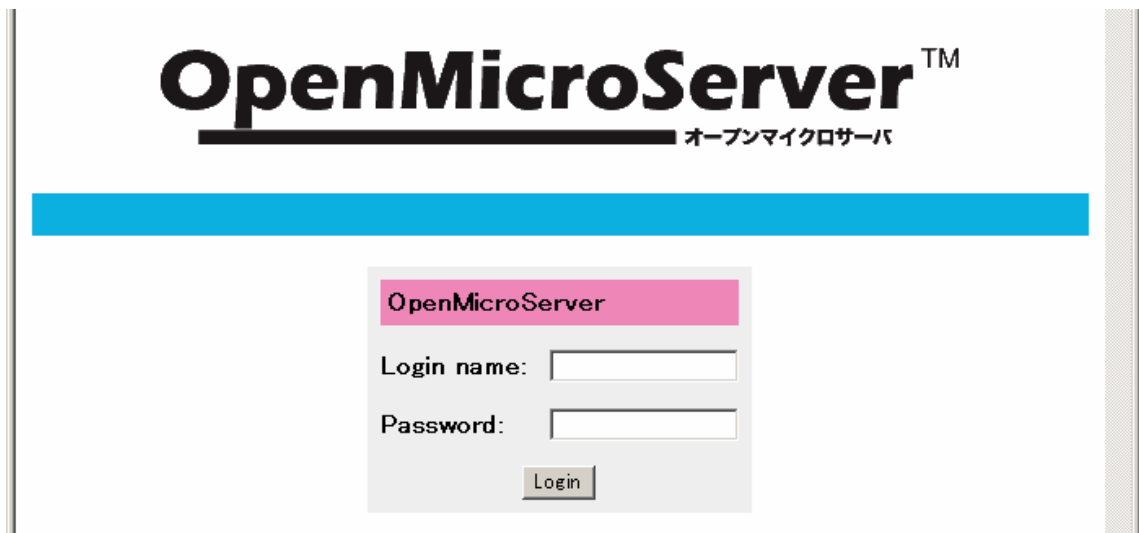 OpenMicroServer™
オープンマイクロサーバ
OpenMicroServer
Login name:
Password:
Login